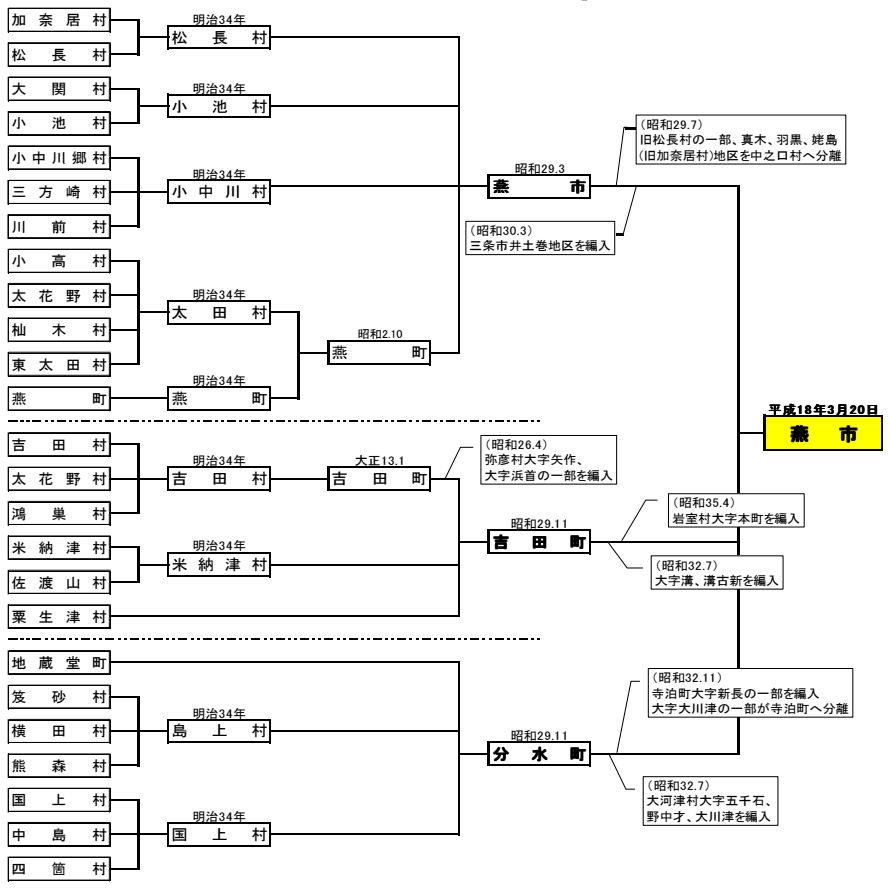 加奈居村
松長村
大関村
小池村
小中川郷村
三方崎村
川前村
小高村
太花野村
杣木村
東太田村
燕町
明治34年
松長村
明治34年
小池村
明治34年
小中川村
明治34年
太田村
明治34年
燕町
昭和2.10
燕町
昭和29.3
燕市
(昭和29.7)
旧松長村の一部、真木、羽黒、姥島
(旧加奈居村)地区を中之口村へ分離
(昭和30.3)
三条市井土巻地区を編入
平成18年3月20日
燕市
吉田村
太花野村
鴻巣村
米納津村
佐渡山村
粟生津村
明治34年
吉田村
明治34年
米納津村
大正13.1
吉田町
(昭和26.4)
弥彦村大字矢作、
大字浜首の一部を編入
昭和29.11
吉田町
(昭和35.4)
岩室村大字本町を編入
(昭和32.7)
大字溝、溝古新を編入
地蔵堂町
笈砂村
横田村
熊森村
国上村
中島村
四箇村
明治34年
島上村
明治34年
国上村
昭和29.11
分水町
(昭和32.11)
寺泊町大字新長の一部を編入
大字大川津の一部が寺泊町へ分離
(昭和32.7)
大河津村大字五千石、
野中才、大川津を編入